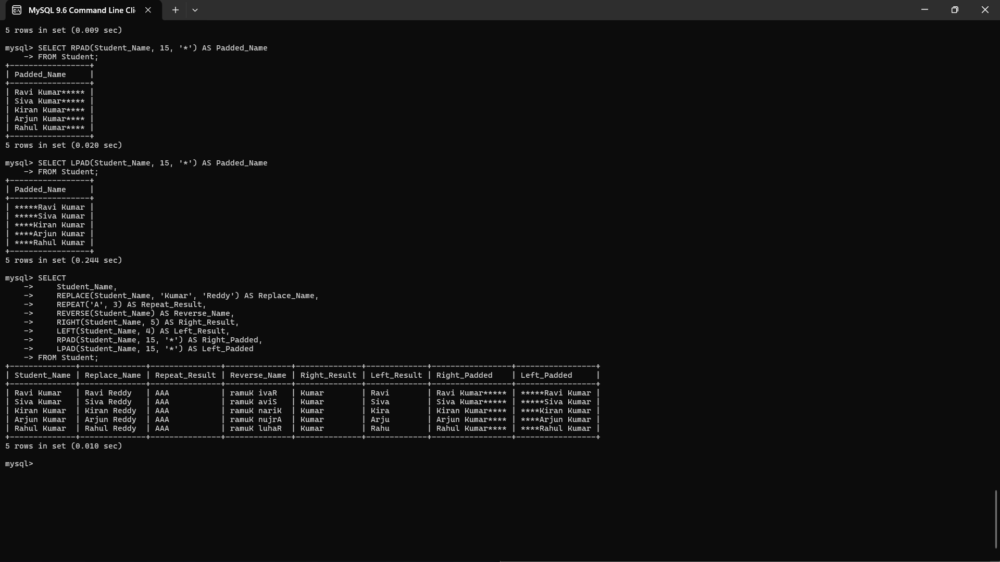 MySQL 9.6 Command Line Cli
5 rows in set (0.009 sec)
mysql> SELECT RPAD(Student_Name, 15, '*') AS Padded_Name
    -> FROM Student;
+-----------------+
| Padded_Name     |
+-----------------+
| Ravi Kumar***** |
| Siva Kumar***** |
| Kiran Kumar**** |
| Arjun Kumar**** |
| Rahul Kumar**** |
+-----------------+
5 rows in set (0.020 sec)
mysql> SELECT LPAD(Student_Name, 15, '*') AS Padded_Name
    -> FROM Student;
+-----------------+
| Padded_Name     |
+-----------------+
| *****Ravi Kumar |
| *****Siva Kumar |
| ****Kiran Kumar |
| ****Arjun Kumar |
| ****Rahul Kumar |
+-----------------+
5 rows in set (0.244 sec)
mysql> SELECT
    ->     Student_Name,
    ->     REPLACE(Student_Name, 'Kumar', 'Reddy') AS Replace_Name,
    ->     REPEAT('A', 3) AS Repeat_Result,
    ->     REVERSE(Student_Name) AS Reverse_Name,
    ->     RIGHT(Student_Name, 5) AS Right_Result,
    ->     LEFT(Student_Name, 4) AS Left_Result,
    ->     RPAD(Student_Name, 15, '*') AS Right_Padded,
    ->     LPAD(Student_Name, 15, '*') AS Left_Padded
    -> FROM Student;
+--------------+--------------+---------------+--------------+--------------+-------------+-----------------+-----------------+
| Student_Name | Replace_Name | Repeat_Result | Reverse_Name | Right_Result | Left_Result | Right_Padded    | Left_Padded     |
+--------------+--------------+---------------+--------------+--------------+-------------+-----------------+-----------------+
| Ravi Kumar   | Ravi Reddy   | AAA           | ramuK ivaR   | Kumar        | Ravi        | Ravi Kumar***** | *****Ravi Kumar |
| Siva Kumar   | Siva Reddy   | AAA           | ramuK aviS   | Kumar        | Siva        | Siva Kumar***** | *****Siva Kumar |
| Kiran Kumar  | Kiran Reddy  | AAA           | ramuK nariK  | Kumar        | Kira        | Kiran Kumar**** | ****Kiran Kumar |
| Arjun Kumar  | Arjun Reddy  | AAA           | ramuK nujrA  | Kumar        | Arju        | Arjun Kumar**** | ****Arjun Kumar |
| Rahul Kumar  | Rahul Reddy  | AAA           | ramuK luhaR  | Kumar        | Rahu        | Rahul Kumar**** | ****Rahul Kumar |
+--------------+--------------+---------------+--------------+--------------+-------------+-----------------+-----------------+
5 rows in set (0.010 sec)
mysql>